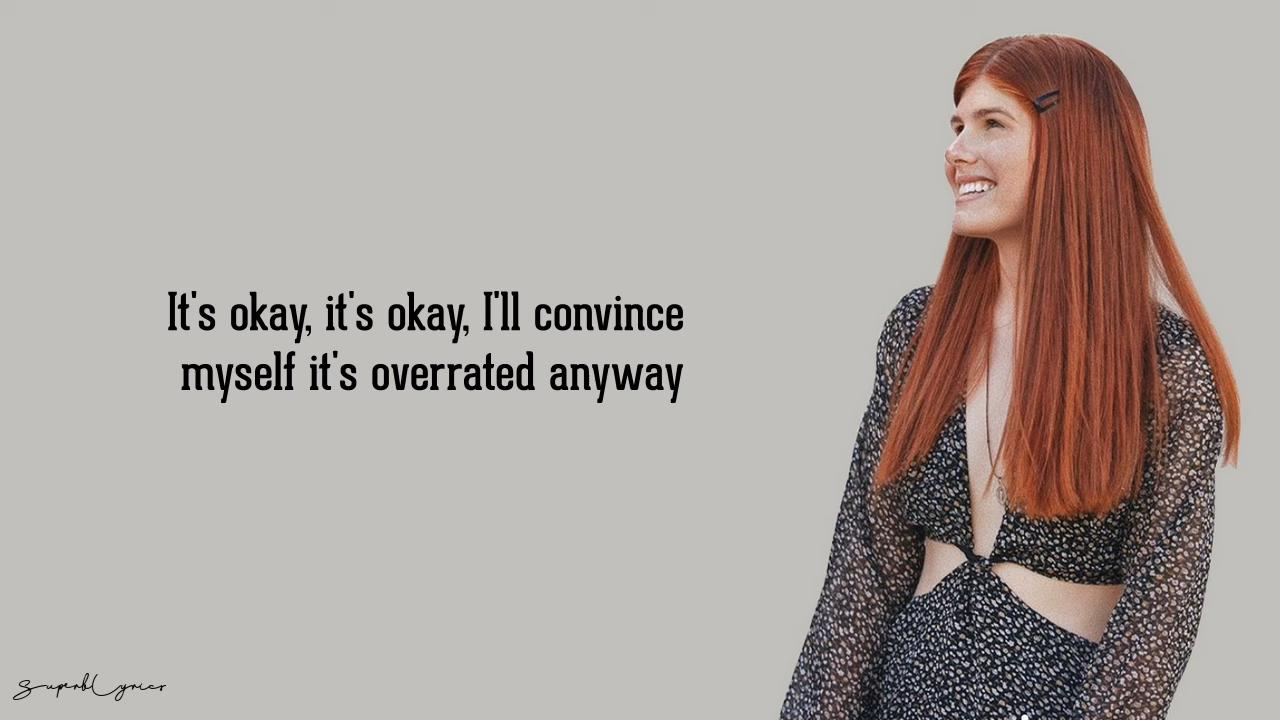 It's okay, it's okay, I'll convince
myself it's overrated anyway
SuperbLyrics